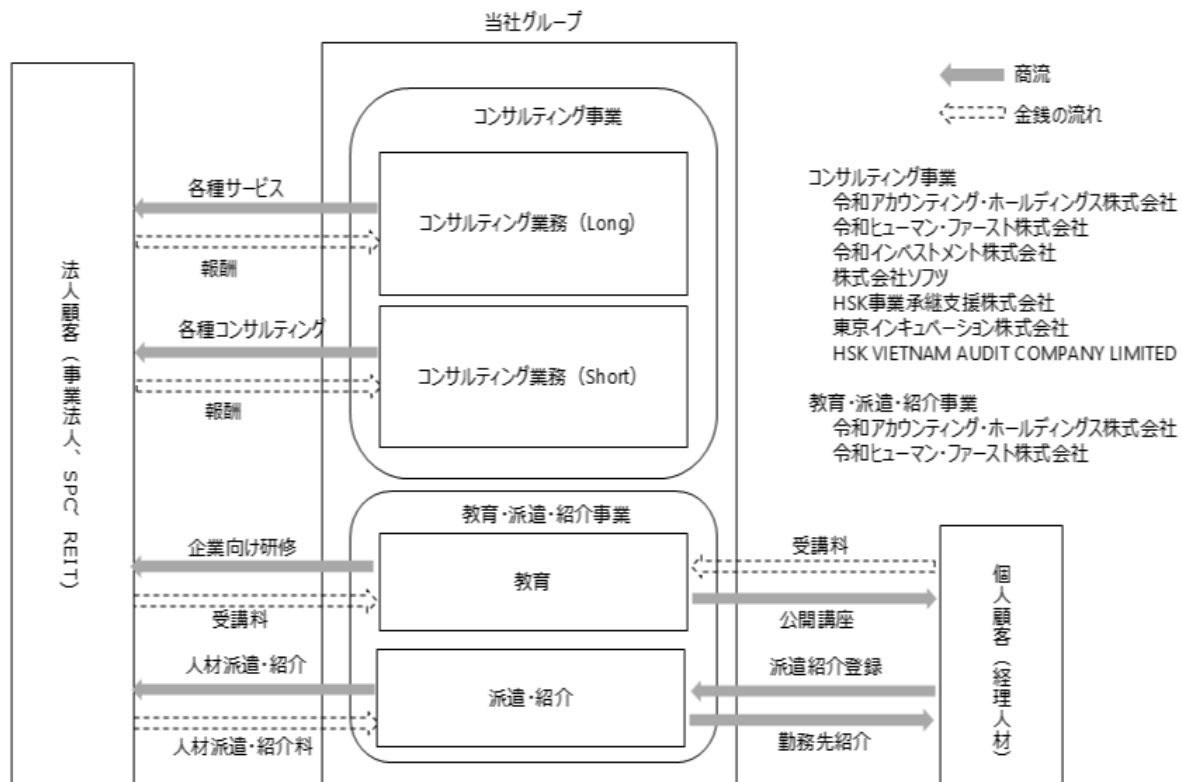 当社グループ
商流
金銭の流れ
コンサルティング事業
各種サービス
コンサルティング業務（Long）
報酬
各種コンサルティング
コンサルティング業務（Short）
報酬
法人顧客（事業法人、SPC、REIT）
コンサルティング事業
令和アカウンティング・ホールディングス株式会社
令和ヒューマン・ファースト株式会社
令和インベストメント株式会社
株式会社ソフツ
HSK事業承継支援株式会社
東京インキュベーション株式会社
HSK VIETNAM AUDIT COMPANY LIMITED
教育・派遣・紹介事業
令和アカウンティング・ホールディングス株式会社
令和ヒューマン・ファースト株式会社
教育・派遣・紹介事業
企業向け研修
教育
受講料
受講料
公開講座
人材派遣・紹介
派遣・紹介
人材派遣・紹介料
派遣紹介登録
勤務先紹介
個人顧客（経理人材）